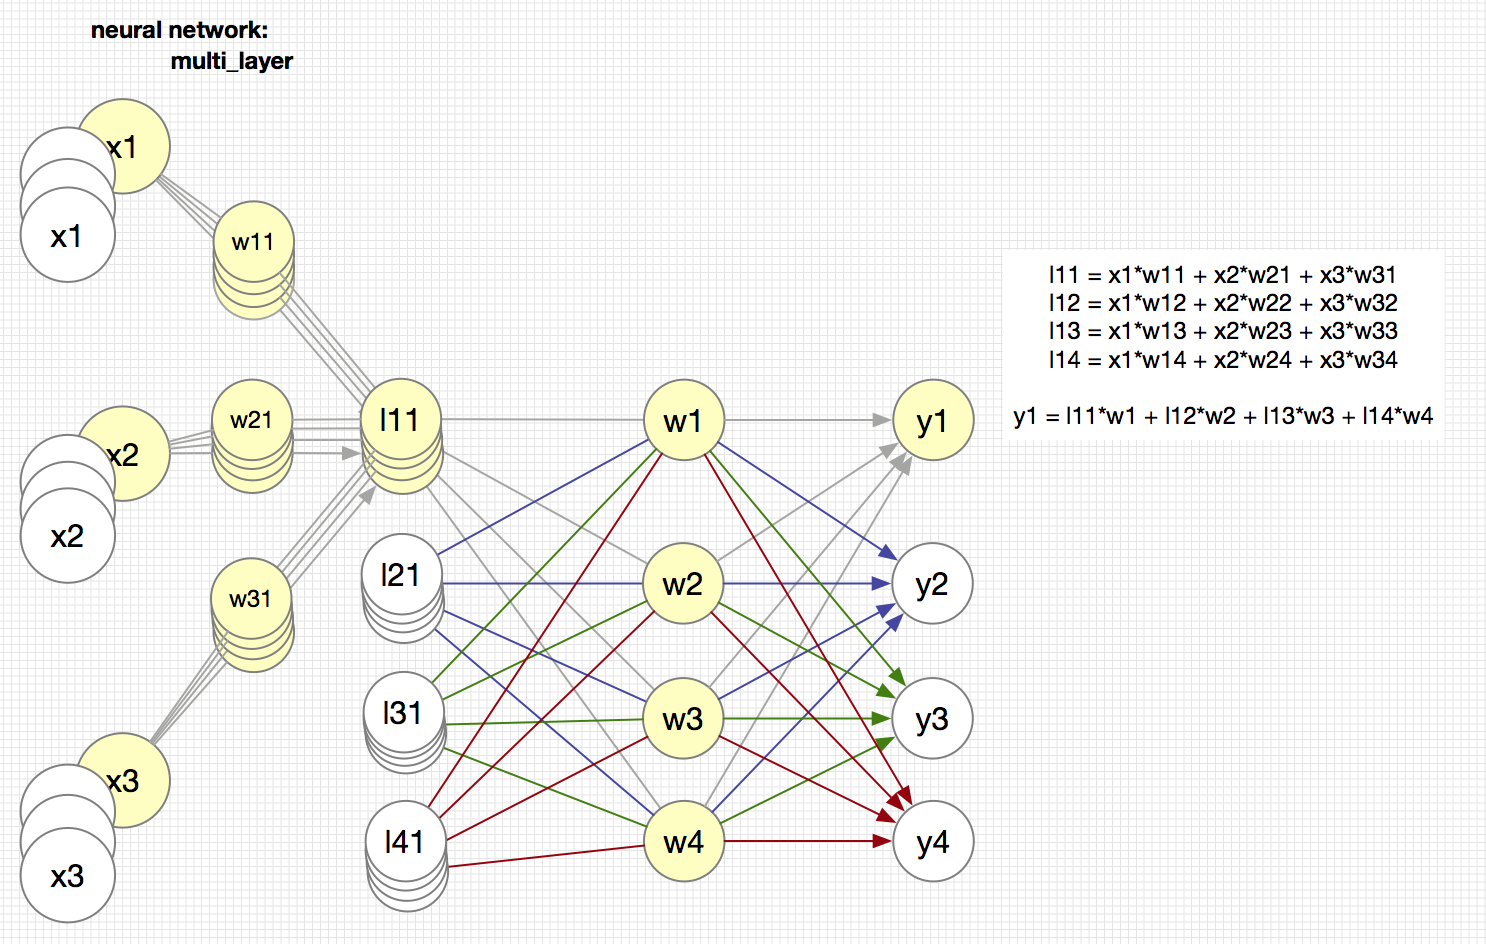 neural network:
multi_layer
x1
x1
w11
l11 = x1*w11 + x2*w21 + x3*w31
l12 = x1*w12 + x2*w22 + x3*w32
l13 = x1*w13 + x2*w23 + x3*w33
l14 = x1*w14 + x2*w24 + x3*w34
y1 = l11*w1 + l12*w2 + l13*w3 + l14*w4
x2
w21
l11
w1
y1
x2
l21
w2
y2
w31
l31
w3
y3
x3
x3
l41
w4
y4